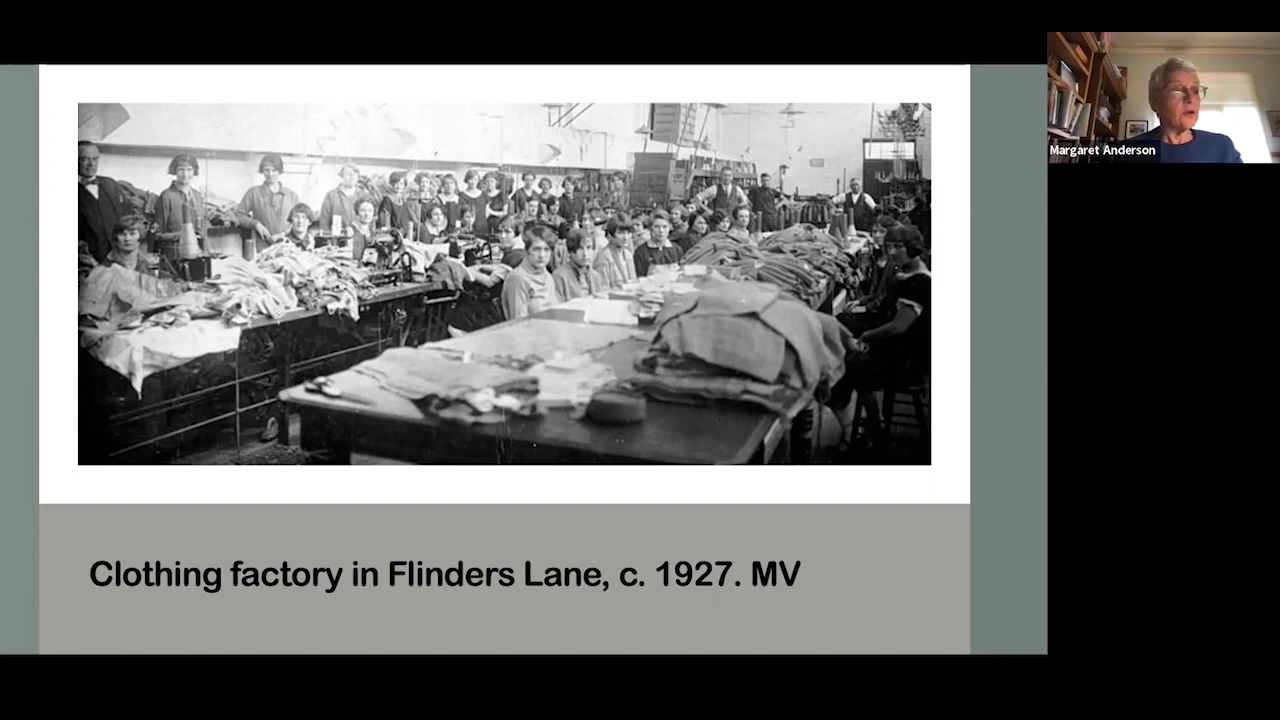 Margaret Anderson
Clothing factory in Flinders Lane, c. 1927. MV